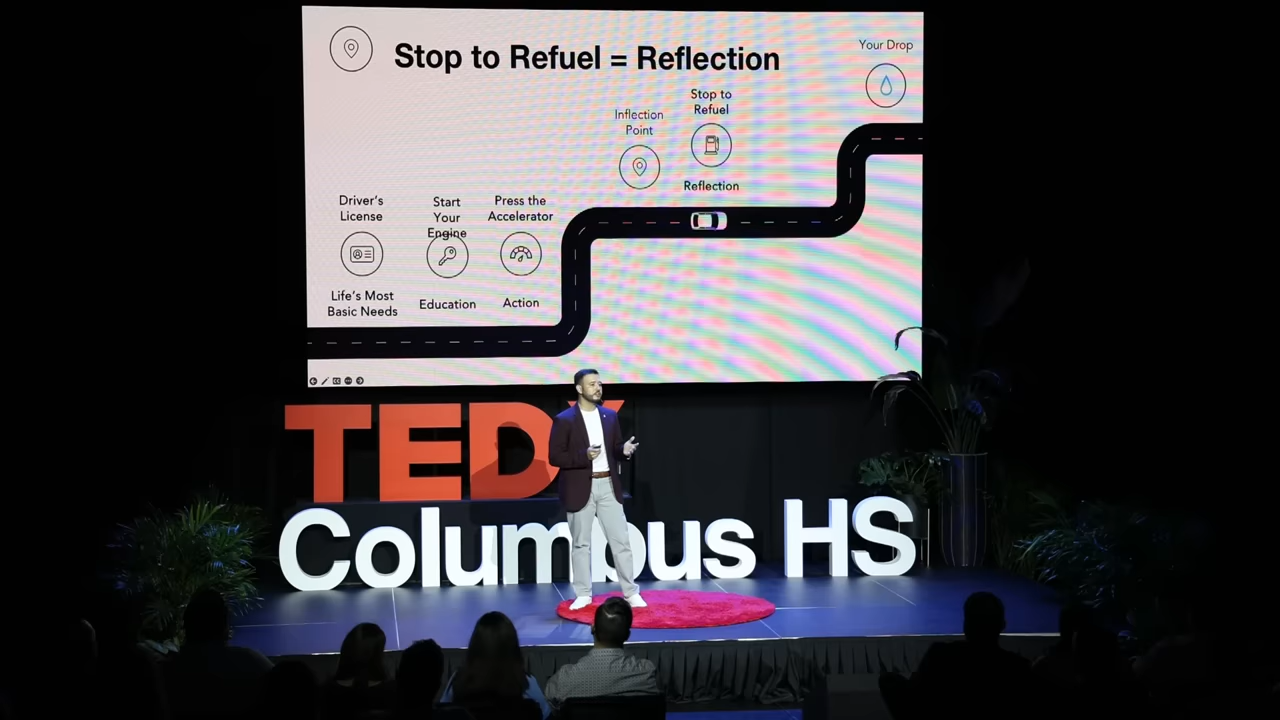 Stop to Refuel = Reflection
Your Drop
Stop to
Refuel
Inflection
Point
Reflection
Driver's
License
Start
Your
Engine
Press the
Accelerator
Life's Most
Basic Needs
Education
Action
TEDx
Columbus HS